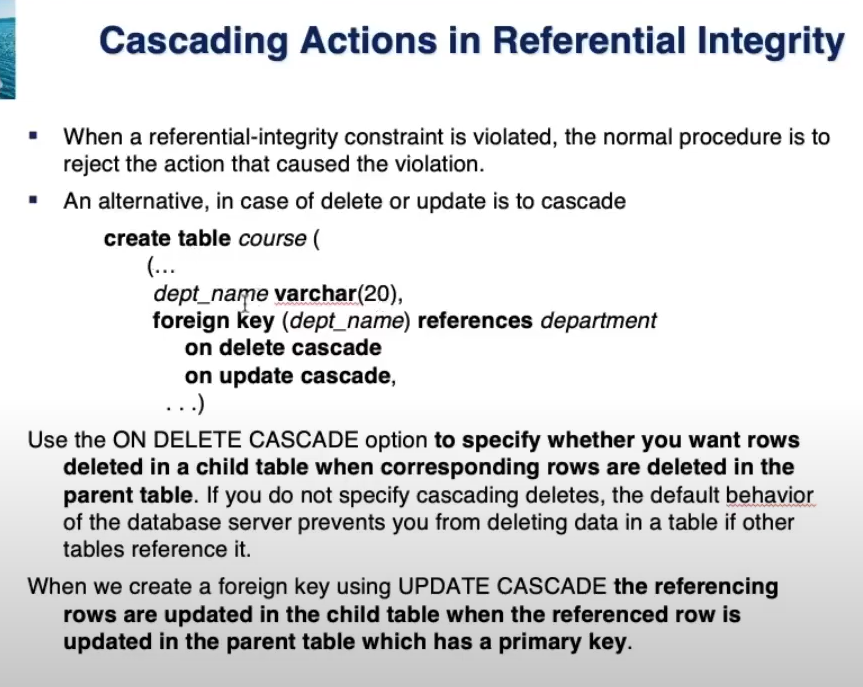 Cascading Actions in Referential Integrity
▪ When a referential-integrity constraint is violated, the normal procedure is to
reject the action that caused the violation.
▪ An alternative, in case of delete or update is to cascade
create table course (
(…
dept_name varchar(20),
foreign key (dept_name) references department
on delete cascade
on update cascade,
. . .)
Use the ON DELETE CASCADE option to specify whether you want rows
deleted in a child table when corresponding rows are deleted in the
parent table. If you do not specify cascading deletes, the default behavior
of the database server prevents you from deleting data in a table if other
tables reference it.
When we create a foreign key using UPDATE CASCADE the referencing
rows are updated in the child table when the referenced row is
updated in the parent table which has a primary key.